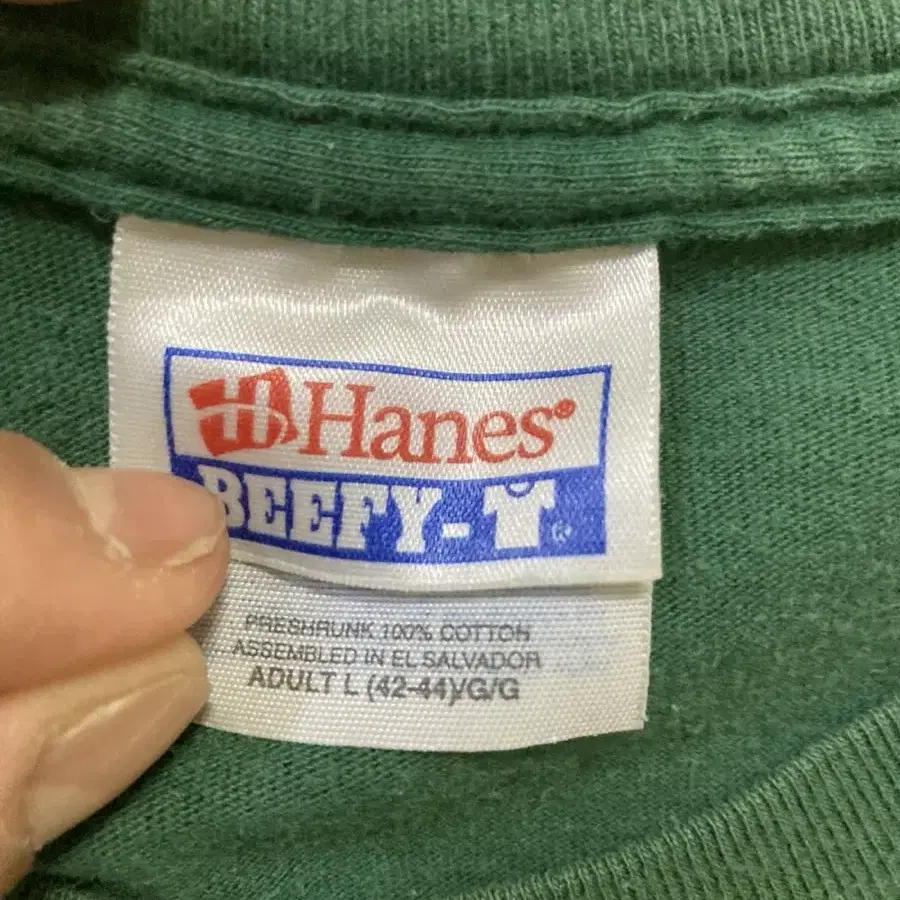 H Hanes®
BEEFY-T®
PRESHRUNK 100% COTTON
ASSEMBLED IN EL SALVADOR
ADULT L (42-44)/G/G